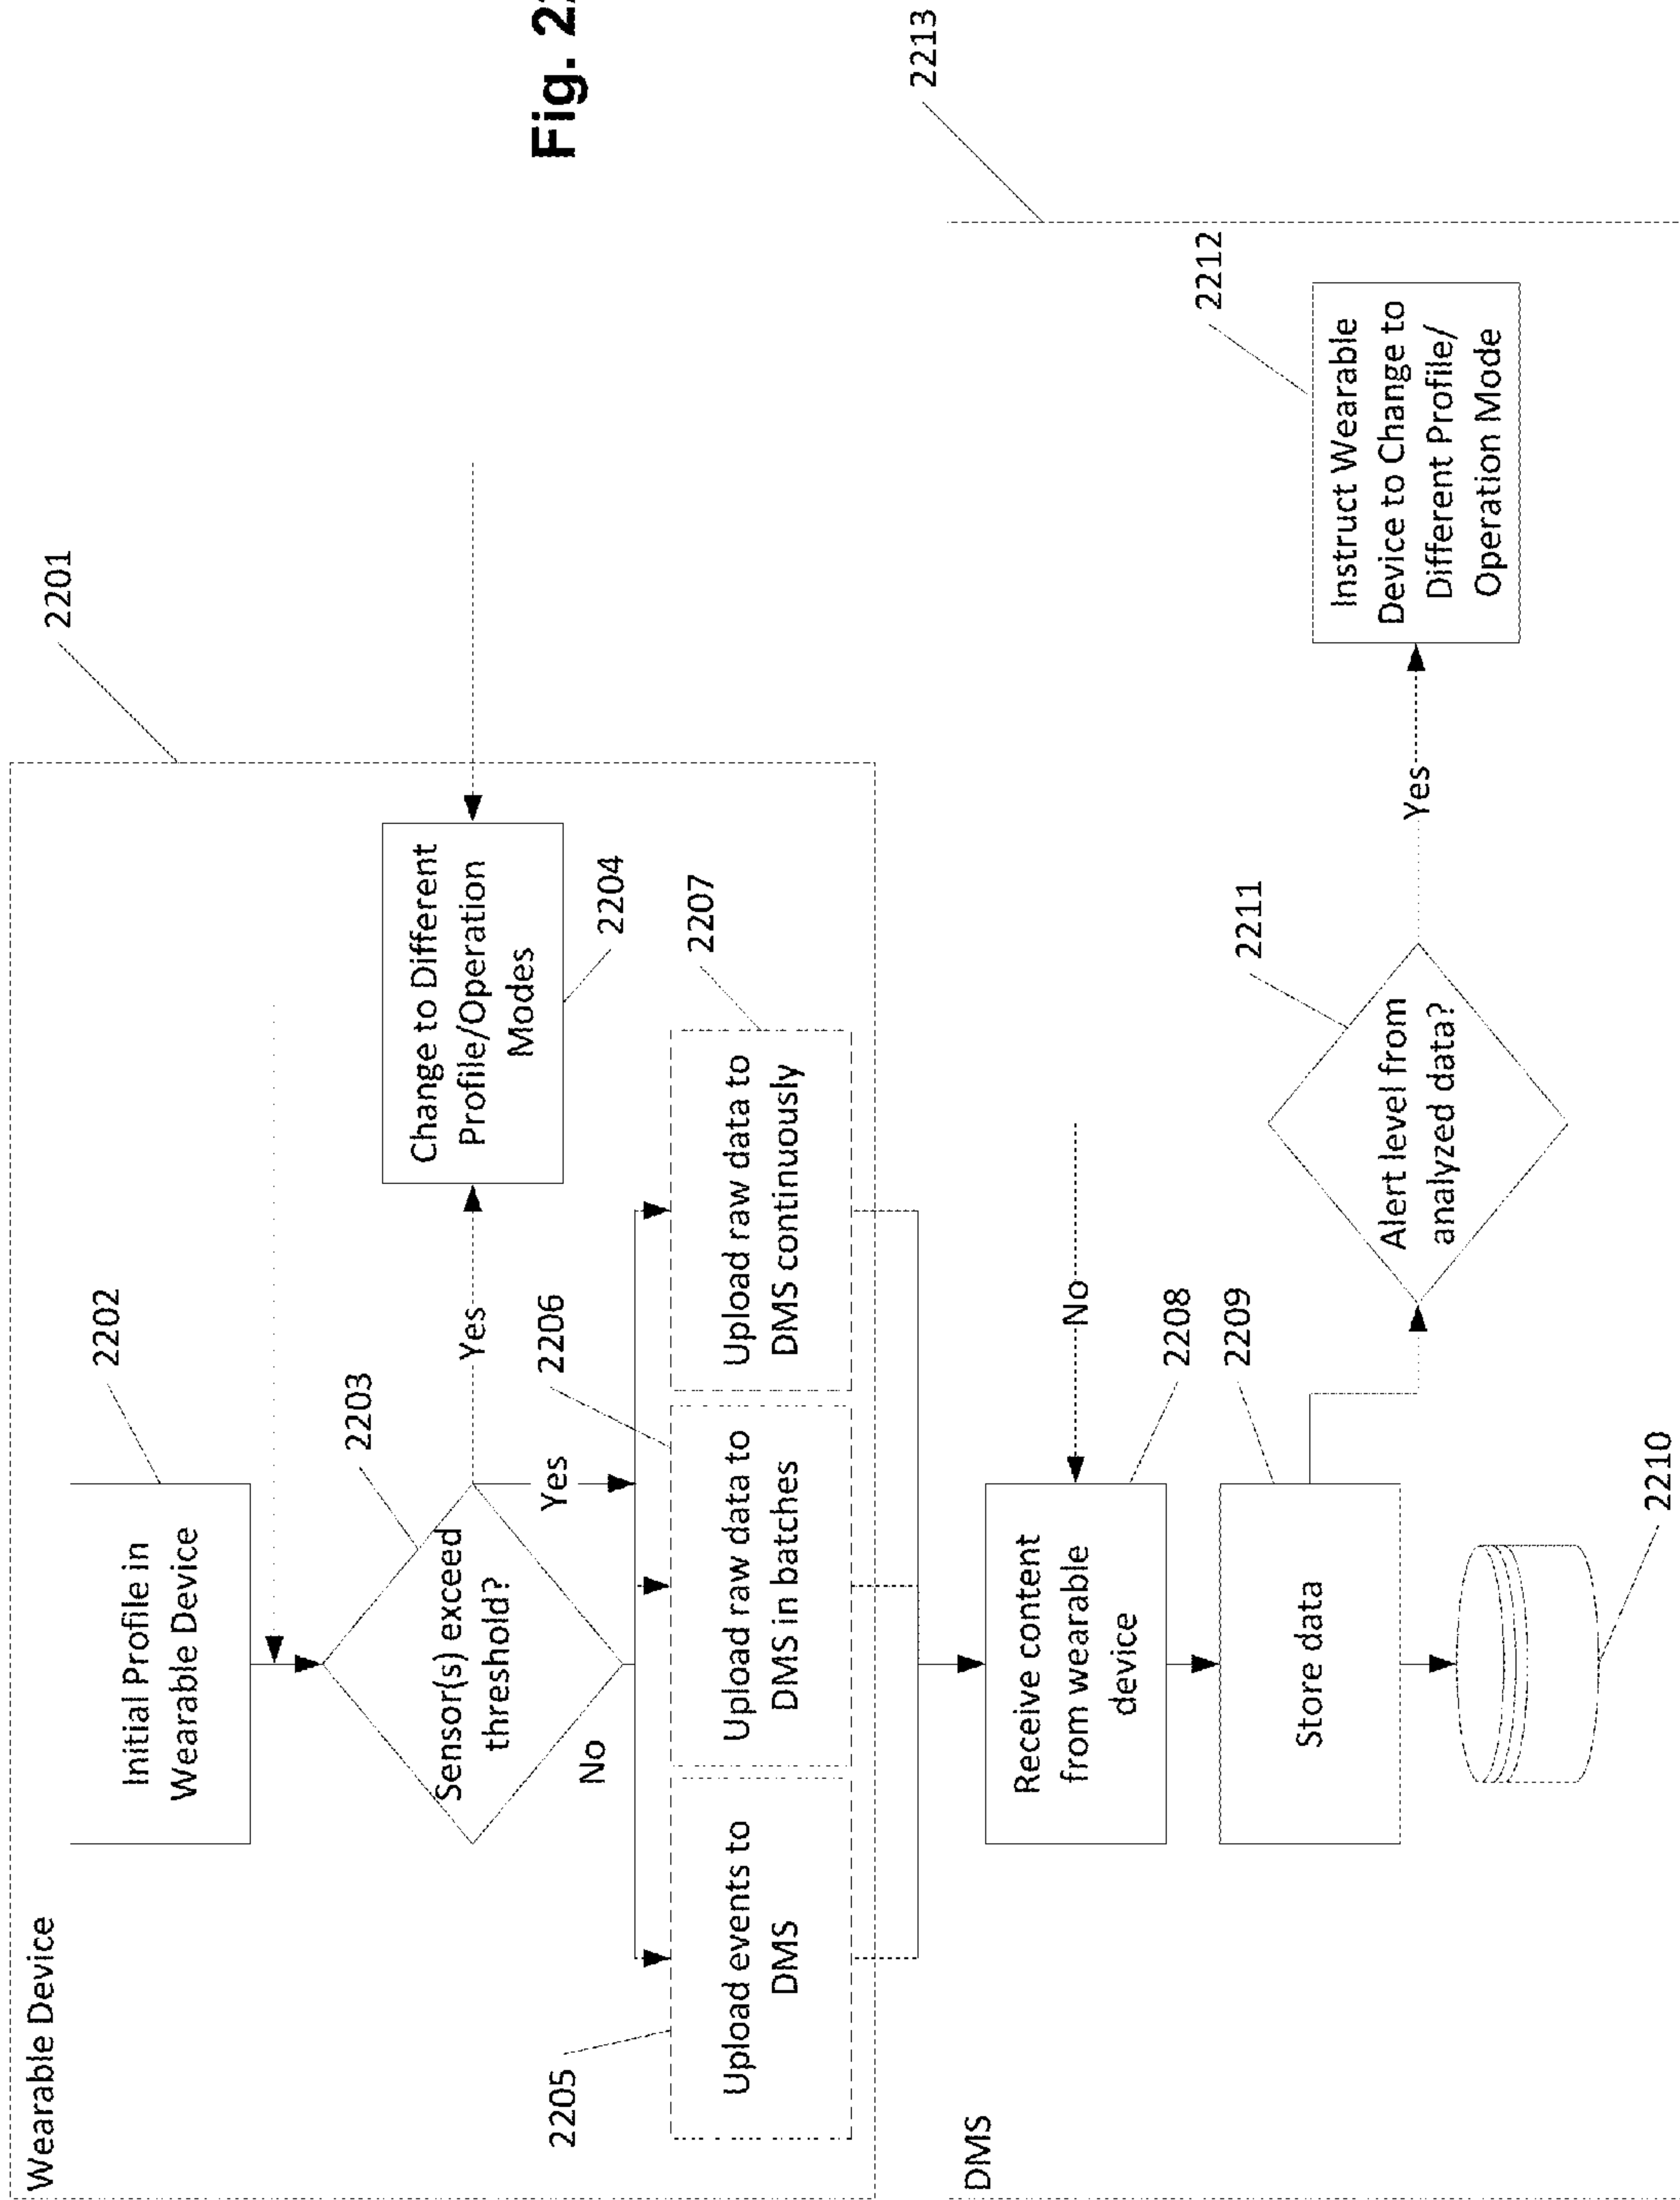 Wearable Device
2201
2202
Initial Profile in
Wearable Device
2203
Sensor(s) exceed
threshold?
Yes
Change to Different
Profile/Operation
Modes
2204
No
Yes
2206
2207
2205
Upload events to
DMS
Upload raw data to
DMS in batches
Upload raw data to
DMS continuously
DMS
Receive content
from wearable
device
No
2208
Store data
2209
2210
Alert level from
analyzed data?
2211
Yes
Instruct Wearable
Device to Change to
Different Profile/
Operation Mode
2212
2213